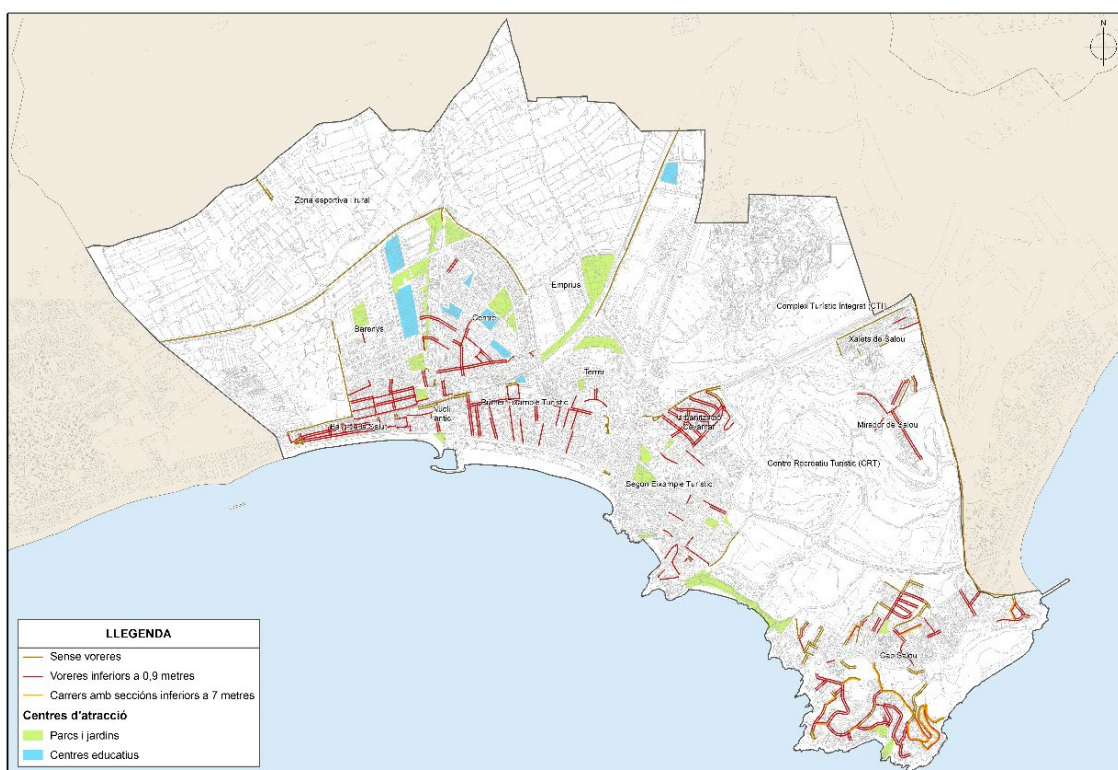 N
Zona esportiva i rural
Emprius
Complex Turístic Integrat (CTI)
Xalets de Salou
Centre
Barenys
Terrer
Primer Eixample Turístic
Nucli
antic
Urbanització
Covamar
Mirador de Salou
Centre Recreatiu Turístic (CRT)
Segon Eixample Turístic
Cap Salou
LLEGENDA
Sense voreres
Voreres inferiors a 0,9 metres
Carrers amb seccións inferiors a 7 metres
Centres d'atracció
Parcs i jardins
Centres educatius